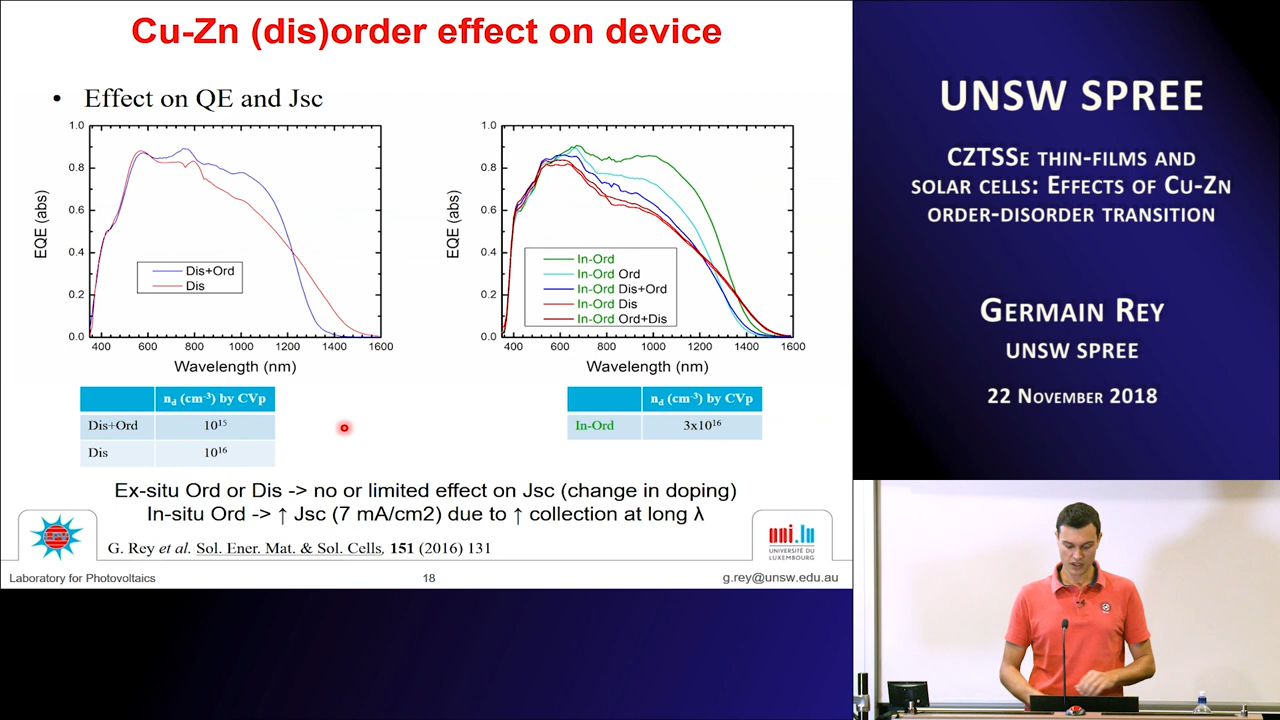 Cu-Zn (dis)order effect on device
• Effect on QE and Jsc
1.0
0.8
0.6
0.4
0.2
0.0
EQE (abs)
Dis+Ord
Dis
400 600 800 1000 1200 1400 1600
Wavelength (nm)
1.0
0.8
0.6
0.4
0.2
0.0
EQE (abs)
In-Ord
In-Ord Ord
In-Ord Dis+Ord
In-Ord Dis
In-Ord Ord+Dis
400 600 800 1000 1200 1400 1600
Wavelength (nm)
nd (cm-3) by CVp
Dis+Ord 10¹⁵
Dis 10¹⁶
nd (cm-3) by CVp
In-Ord 3x10¹⁶
Ex-situ Ord or Dis -> no or limited effect on Jsc (change in doping)
In-situ Ord -> ↑ Jsc (7 mA/cm2) due to ↑ collection at long λ
G. Rey et al. Sol. Ener. Mat. & Sol. Cells, 151 (2016) 131
uni.lu
UNIVERSITÉ DU
LUXEMBOURG
Laboratory for Photovoltaics 18 g.rey@unsw.edu.au
UNSW SPREE
CZTSSe thin-films and
solar cells: Effects of Cu-Zn
order-disorder transition
Germain Rey
UNSW SPREE
22 November 2018